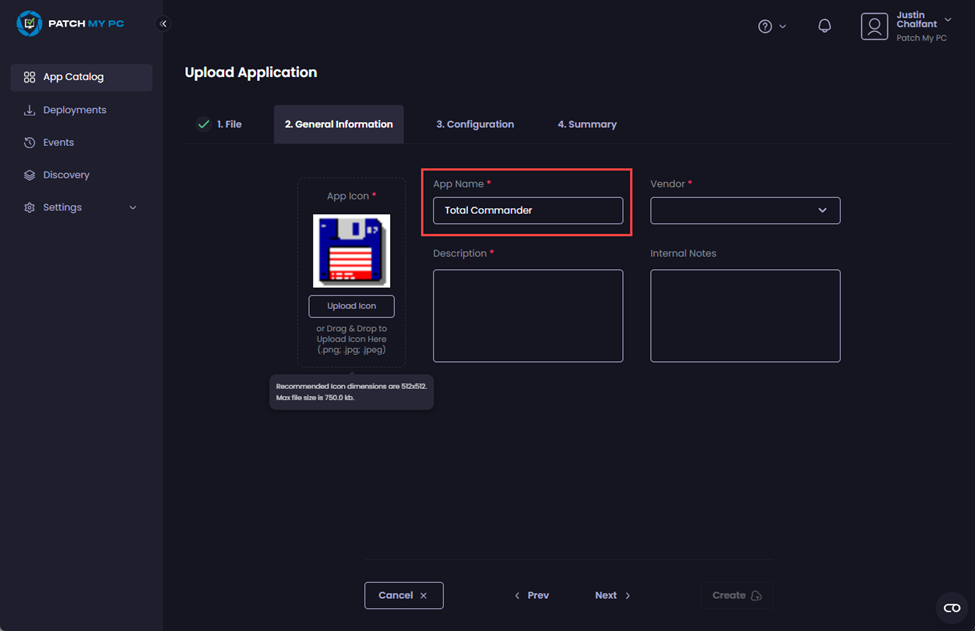 PATCH MY PC
Justin
Chalfant
Patch My PC
App Catalog
Deployments
Events
Discovery
Settings
Upload Application
1. File
2. General Information
3. Configuration
4. Summary
App Icon *
Upload Icon
or Drag & Drop to
Upload Icon Here
(.png; .jpg; .jpeg)
Recommended Icon dimensions are 512x512.
Max file size is 750.0 kb.
App Name *
Total Commander
Vendor *
Description *
Internal Notes
Cancel
Prev
Next
Create